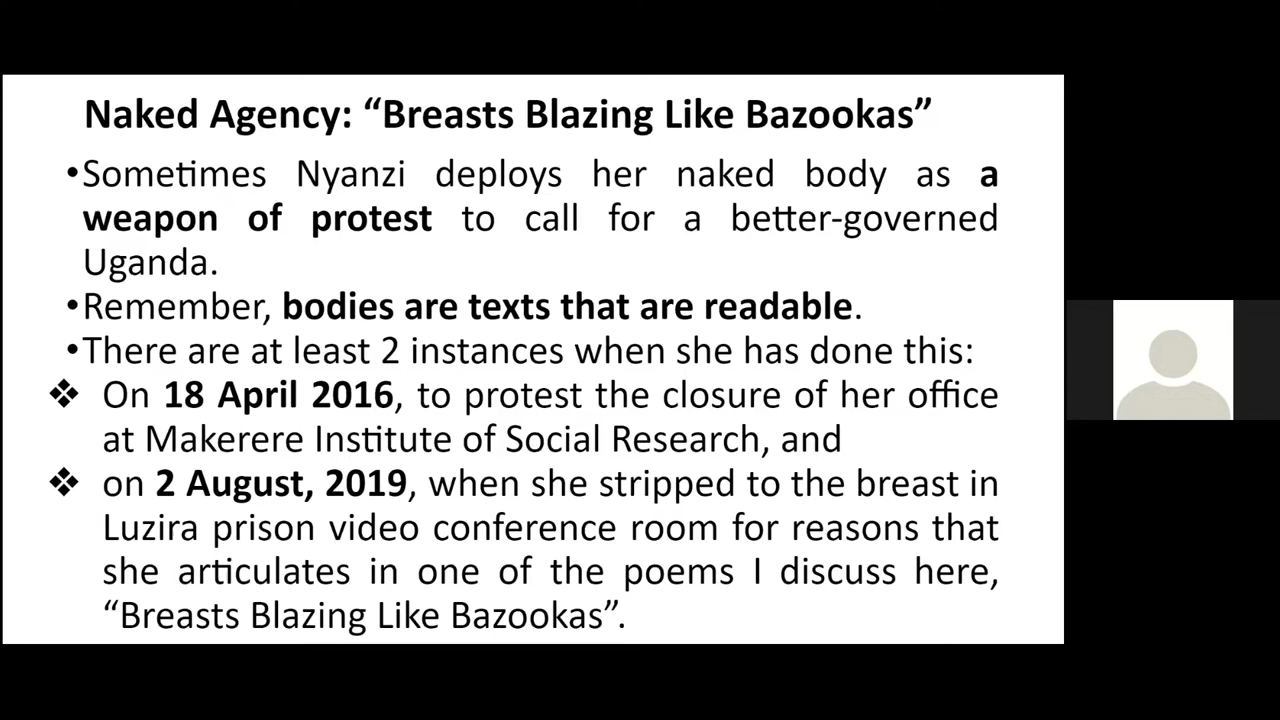 Naked Agency: “Breasts Blazing Like Bazookas”
•Sometimes Nyanzi deploys her naked body as a
weapon of protest to call for a better-governed
Uganda.
•Remember, bodies are texts that are readable.
•There are at least 2 instances when she has done this:
❖ On 18 April 2016, to protest the closure of her office
at Makerere Institute of Social Research, and
❖ on 2 August, 2019, when she stripped to the breast in
Luzira prison video conference room for reasons that
she articulates in one of the poems I discuss here,
“Breasts Blazing Like Bazookas”.